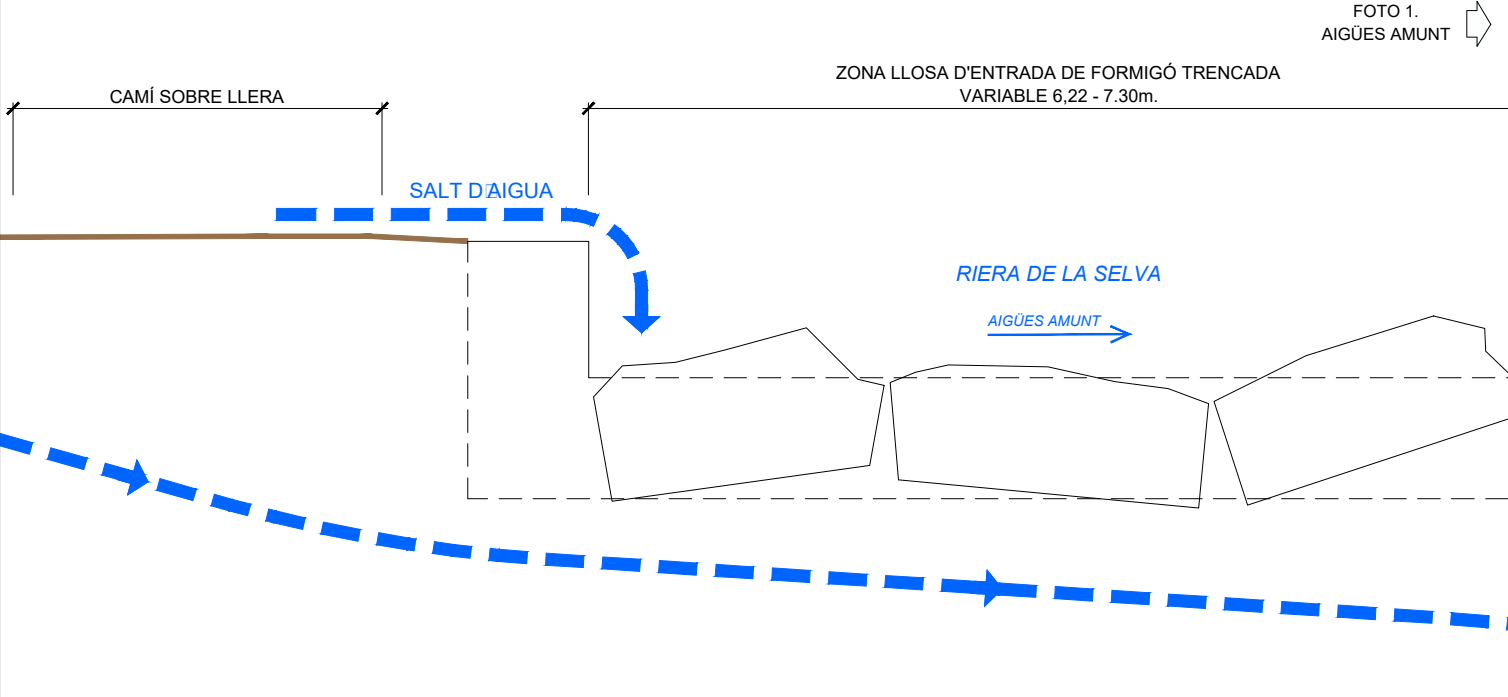 FOTO 1.
AIGÜES AMUNT
ZONA LLOSA D'ENTRADA DE FORMIGÓ TRENCADA
VARIABLE 6,22 - 7.30m.
CAMÍ SOBRE LLERA
SALT D▯AIGUA
RIERA DE LA SELVA
AIGÜES AMUNT